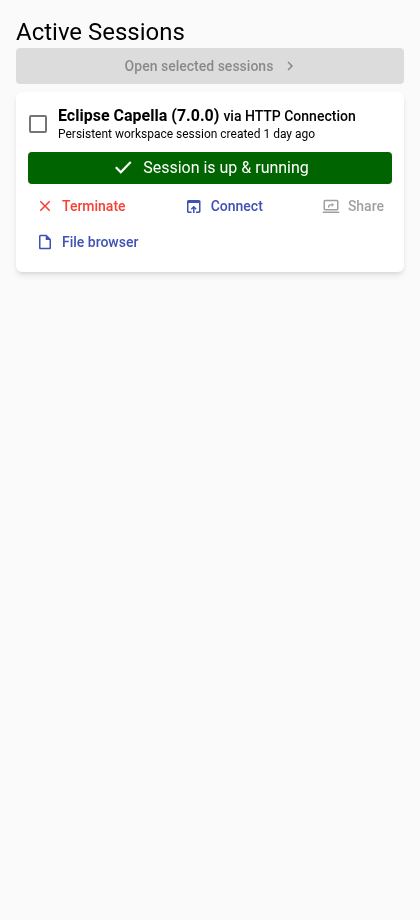 Active Sessions
Open selected sessions
Eclipse Capella (7.0.0) via HTTP Connection
Persistent workspace session created 1 day ago
Session is up & running
Terminate Connect Share
File browser